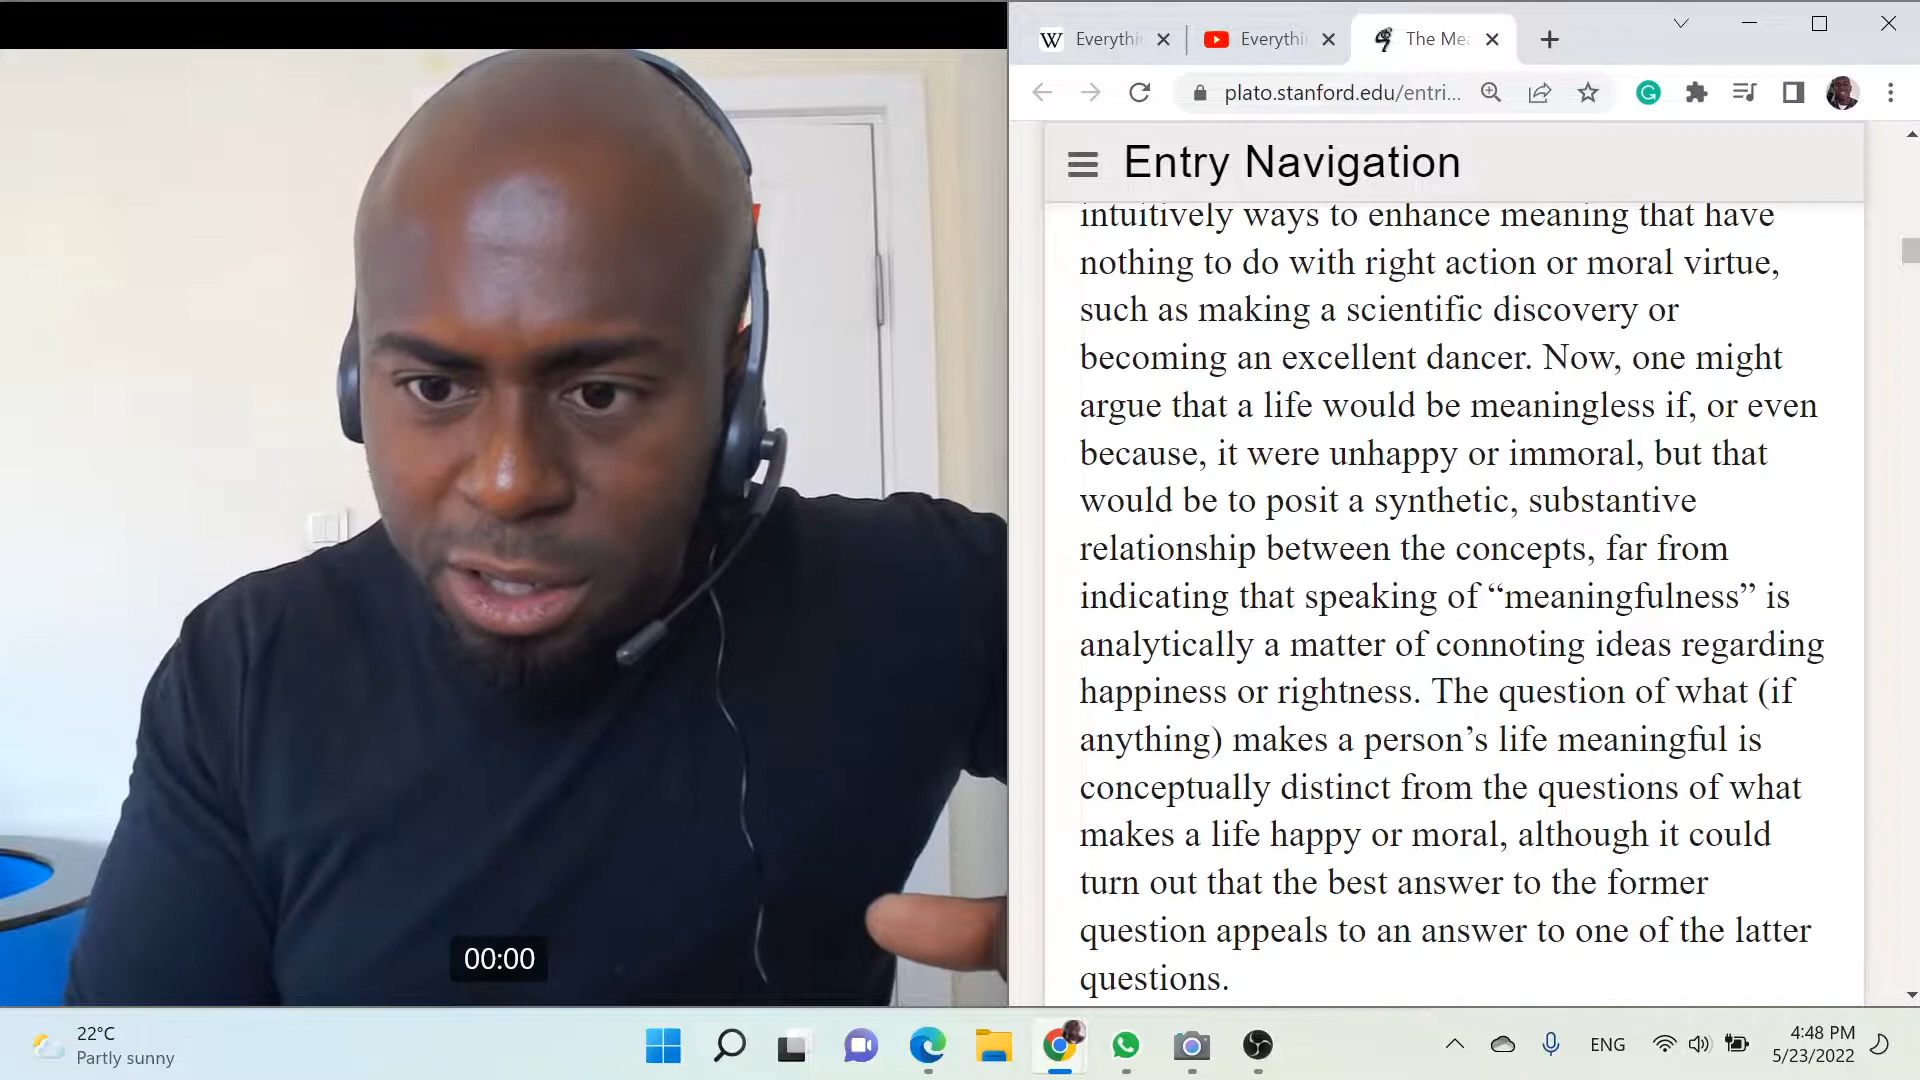 Everythi
Everythi
The Mea
plato.stanford.edu/entri...
Entry Navigation
intuitively ways to enhance meaning that have
nothing to do with right action or moral virtue,
such as making a scientific discovery or
becoming an excellent dancer. Now, one might
argue that a life would be meaningless if, or even
because, it were unhappy or immoral, but that
would be to posit a synthetic, substantive
relationship between the concepts, far from
indicating that speaking of “meaningfulness” is
analytically a matter of connoting ideas regarding
happiness or rightness. The question of what (if
anything) makes a person’s life meaningful is
conceptually distinct from the questions of what
makes a life happy or moral, although it could
turn out that the best answer to the former
question appeals to an answer to one of the latter
questions.
00:00
22°C
Partly sunny
ENG
4:48 PM
5/23/2022